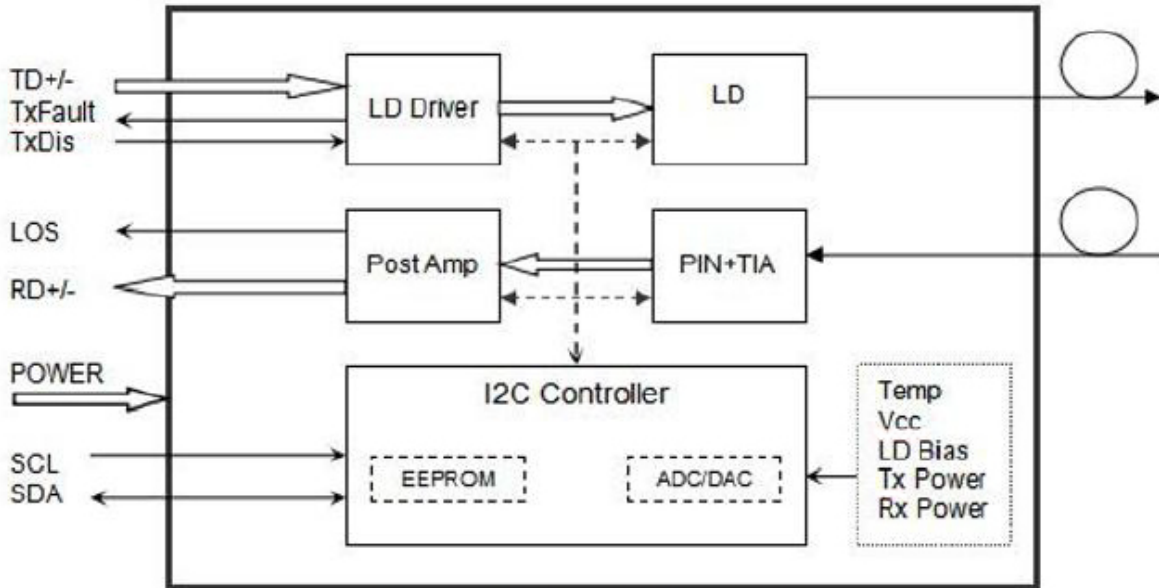 TD+/-
TxFault
TxDis
LD Driver
LD
LOS
RD+/-
Post Amp
PIN+TIA
POWER
SCL
SDA
I2C Controller
EEPROM
ADC/DAC
Temp
Vcc
LD Bias
Tx Power
Rx Power